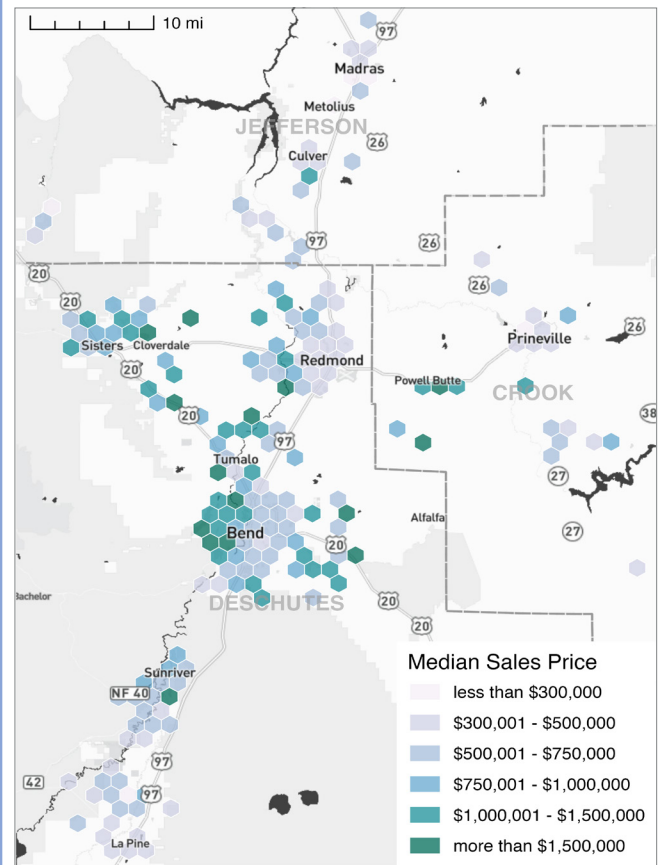 10 mi
97
Madras
Metolius
JEFFERSON
26
Culver
97
26
20
26
20
26
Sisters
Cloverdale
Prineville
Redmond
20
Powell Butte
CROOK
20
38
97
Tumalo
27
Alfalfa
27
Bend
20
Bachelor
DESCHUTES
20
20
Sunriver
NF 40
97
42
97
La Pine
Median Sales Price
less than $300,000
$300,001 - $500,000
$500,001 - $750,000
$750,001 - $1,000,000
$1,000,001 - $1,500,000
more than $1,500,000